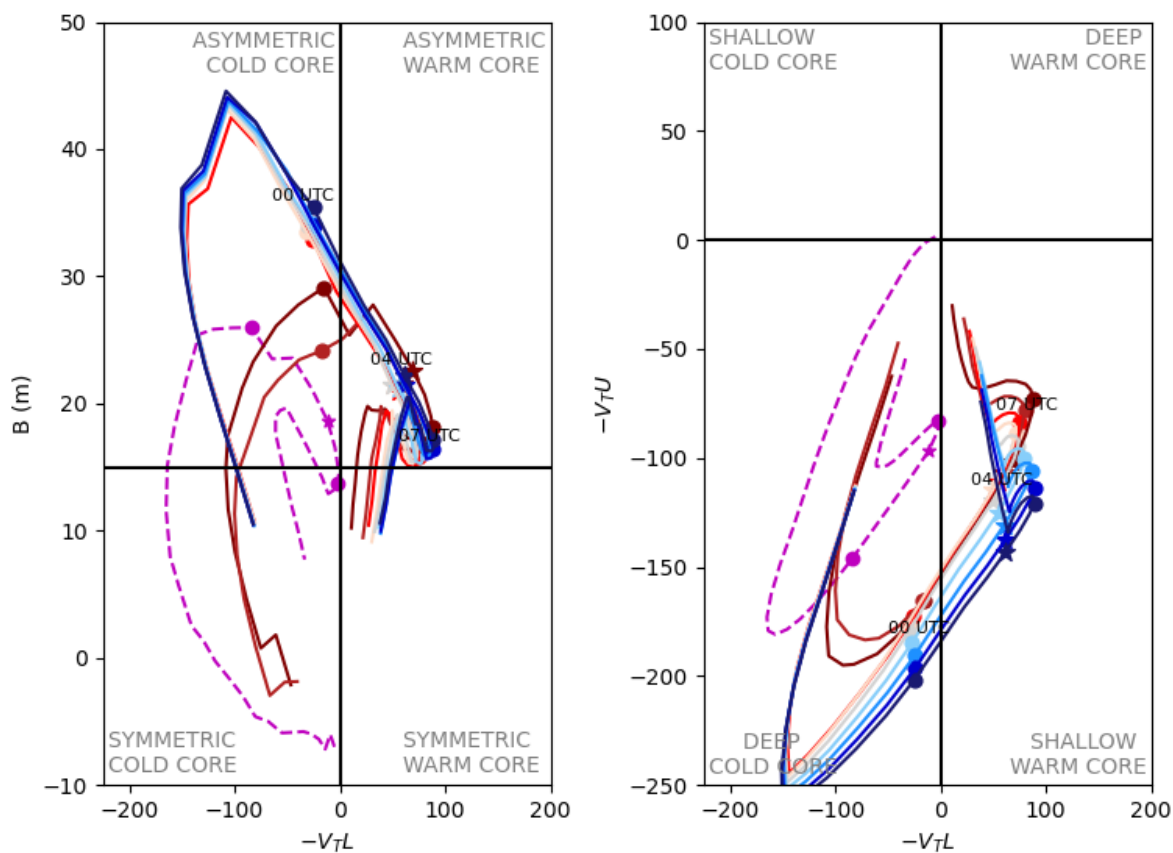 50
40
30
20
10
0
−10
B (m)
ASYMMETRIC
COLD CORE
ASYMMETRIC
WARM CORE
00 UTC
04 UTC
07 UTC
SYMMETRIC
COLD CORE
SYMMETRIC
WARM CORE
−200
−100
0
100
200
−V_TL
100
50
0
−50
−100
−150
−200
−250
−V_TU
SHALLOW
COLD CORE
DEEP
WARM CORE
07 UTC
04 UTC
00 UTC
DEEP
COLD CORE
SHALLOW
WARM CORE
−200
−100
0
100
200
−V_TL